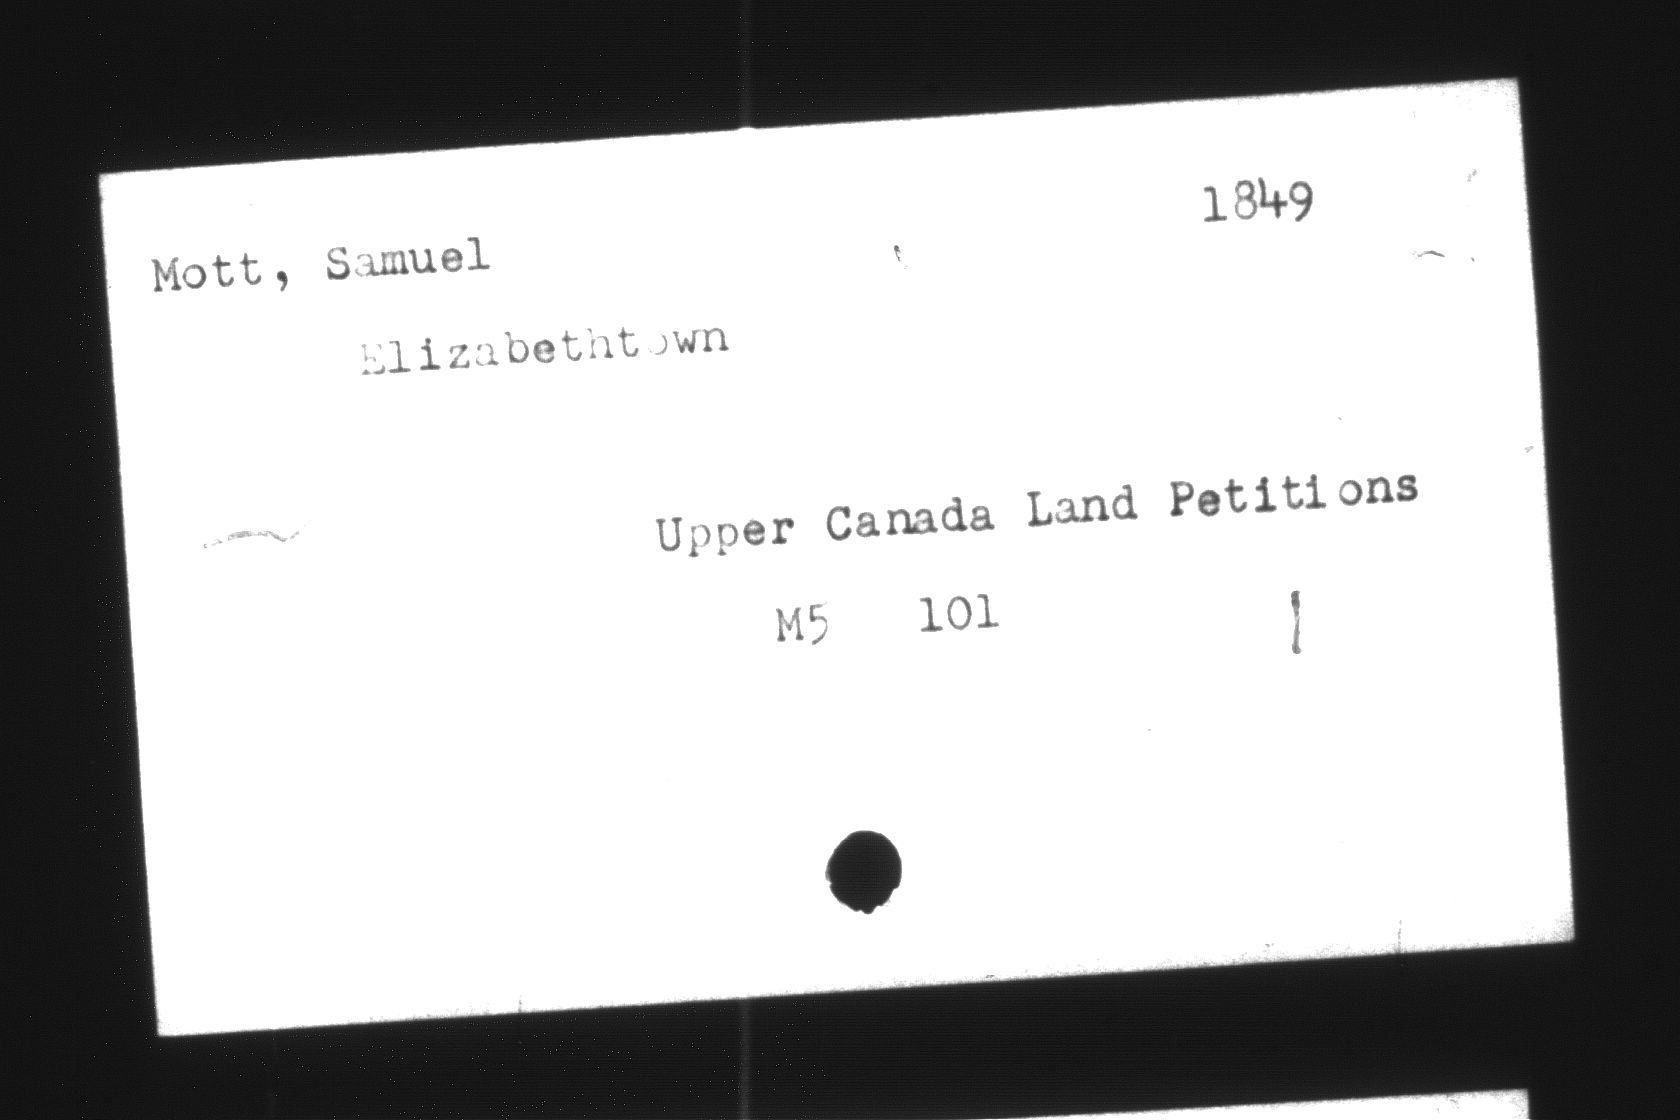 1849
Mott, Samuel
Elizabethtown
Upper Canada Land Petitions
M5 101